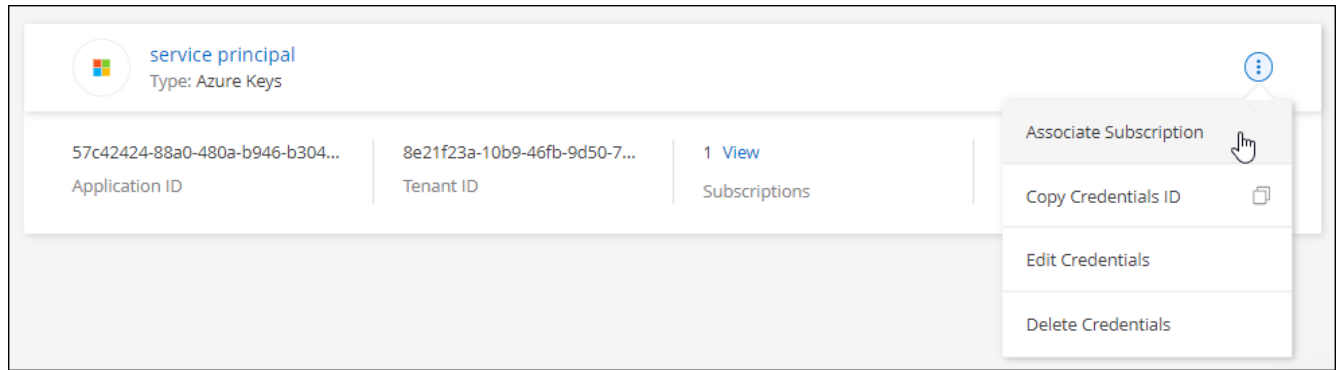 service principal
Type: Azure Keys
57c42424-88a0-480a-b946-b304...
Application ID
8e21f23a-10b9-46fb-9d50-7...
Tenant ID
1 View
Subscriptions
Associate Subscription
Copy Credentials ID
Edit Credentials
Delete Credentials